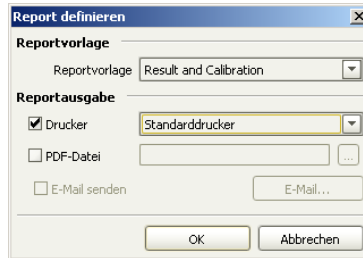 Report definieren
Reportvorlage
Reportvorlage Result and Calibration
Reportausgabe
Drucker Standarddrucker
PDF-Datei ...
E-Mail senden E-Mail...
OK Abbrechen